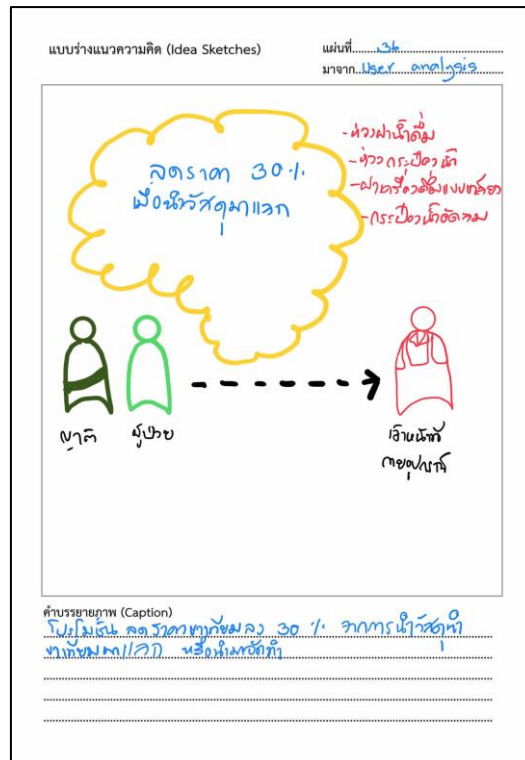 แบบร่างแนวความคิด (Idea Sketches)
แผ่นที่ 36
มาจาก User analysis
ลดราคา 30 %
เมื่อนำวัสดุมาแลก
-ห่วงฝาน้ำดื่ม
-ห่วงกระป๋องน้ำ
-ฝาเครื่องดื่มแบบเกลียว
-กระป๋องน้ำอัดลม
ญาติ
ผู้ป่วย
เจ้าหน้าที่
กายอุปกรณ์
คำบรรยายภาพ (Caption)
โปรโมชั่น ลดราคาขาเทียมลง 30 % จากการนำวัสดุทำ
ขาเทียมมาแลก หรือนำมาจัดทำ